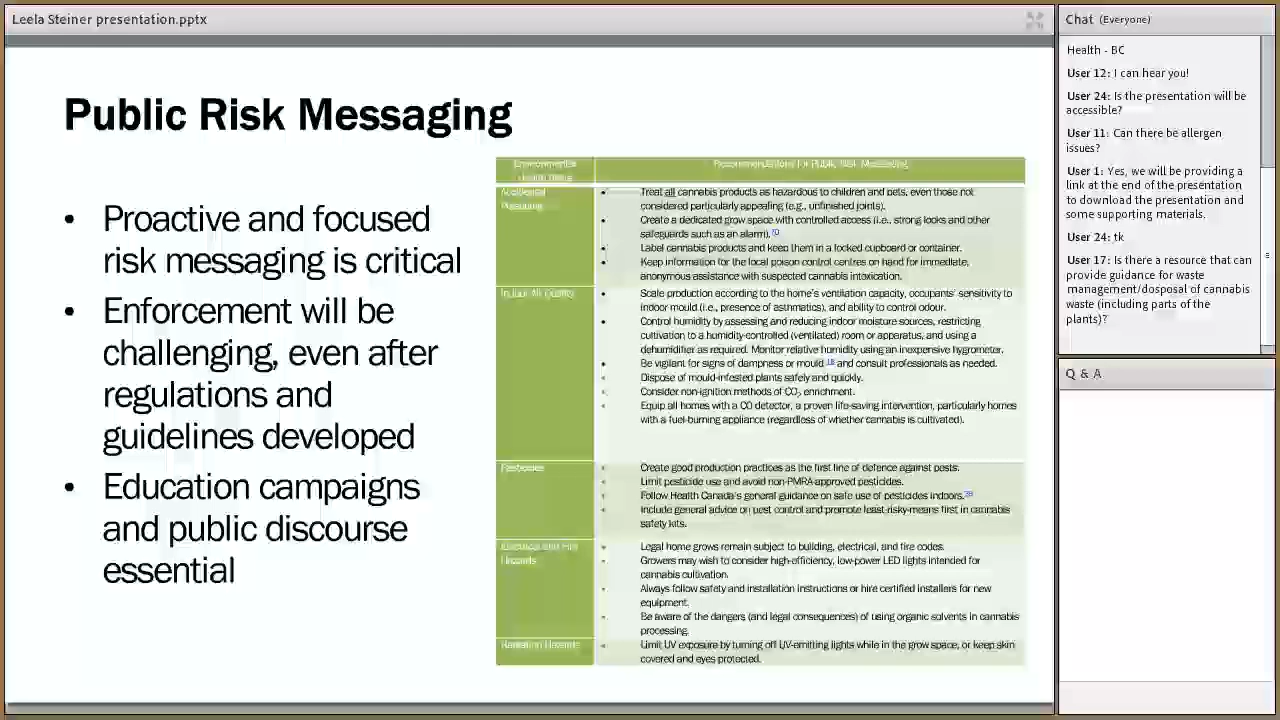 Leela Steiner presentation.pptx
Public Risk Messaging
• Proactive and focused
risk messaging is critical
• Enforcement will be
challenging, even after
regulations and
guidelines developed
• Education campaigns
and public discourse
essential
Environmental
Health Risks
Recommendations for Public Risk Messaging
Accidental
Poisoning
• Treat all cannabis products as hazardous to children and pets, even those not
considered particularly appealing (e.g., unfinished joints).
• Create a dedicated grow space with controlled access (i.e., strong locks and other
safeguards such as an alarm).
• Label cannabis products and keep them in a locked cupboard or container.
• Keep information for the local poison control centres on hand for immediate,
anonymous assistance with suspected cannabis intoxication.
Indoor Air Quality
• Scale production according to the home's ventilation capacity, occupants' sensitivity to
indoor mould (i.e., presence of asthmatics), and ability to control odour.
• Control humidity by assessing and reducing indoor moisture sources, restricting
cultivation to a humidity-controlled (ventilated) room or apparatus, and using a
dehumidifier as required. Monitor relative humidity using an inexpensive hygrometer.
• Be vigilant for signs of dampness or mould and consult professionals as needed.
• Dispose of mould-infested plants safely and quickly.
• Consider non-ignition methods of CO2 enrichment.
• Equip all homes with a CO detector, a proven life-saving intervention, particularly homes
with a fuel-burning appliance (regardless of whether cannabis is cultivated).
Pesticides
• Create good production practices as the first line of defence against pests.
• Limit pesticide use and avoid non-PMRA-approved pesticides.
• Follow Health Canada's general guidance on safe use of pesticides indoors.
• Include general advice on pest control and promote least-risky-means first in cannabis
safety kits.
Electrical and Fire
Hazards
• Legal home grows remain subject to building, electrical, and fire codes.
• Growers may wish to consider high-efficiency, low-power LED lights intended for
cannabis cultivation.
• Always follow safety and installation instructions or hire certified installers for new
equipment.
• Be aware of the dangers (and legal consequences) of using organic solvents in cannabis
processing.
Radiation Hazards
• Limit UV exposure by turning off UV-emitting lights while in the grow space, or keep skin
covered and eyes protected.
Chat (Everyone)
Health - BC
User 12: I can hear you!
User 24: Is the presentation will be
accessible?
User 11: Can there be allergen
issues?
User 1: Yes, we will be providing a
link at the end of the presentation
to download the presentation and
some supporting materials.
User 24: tk
User 17: Is there a resource that can
provide guidance for waste
management/disposal of cannabis
waste (including parts of the
plants)?
Q & A